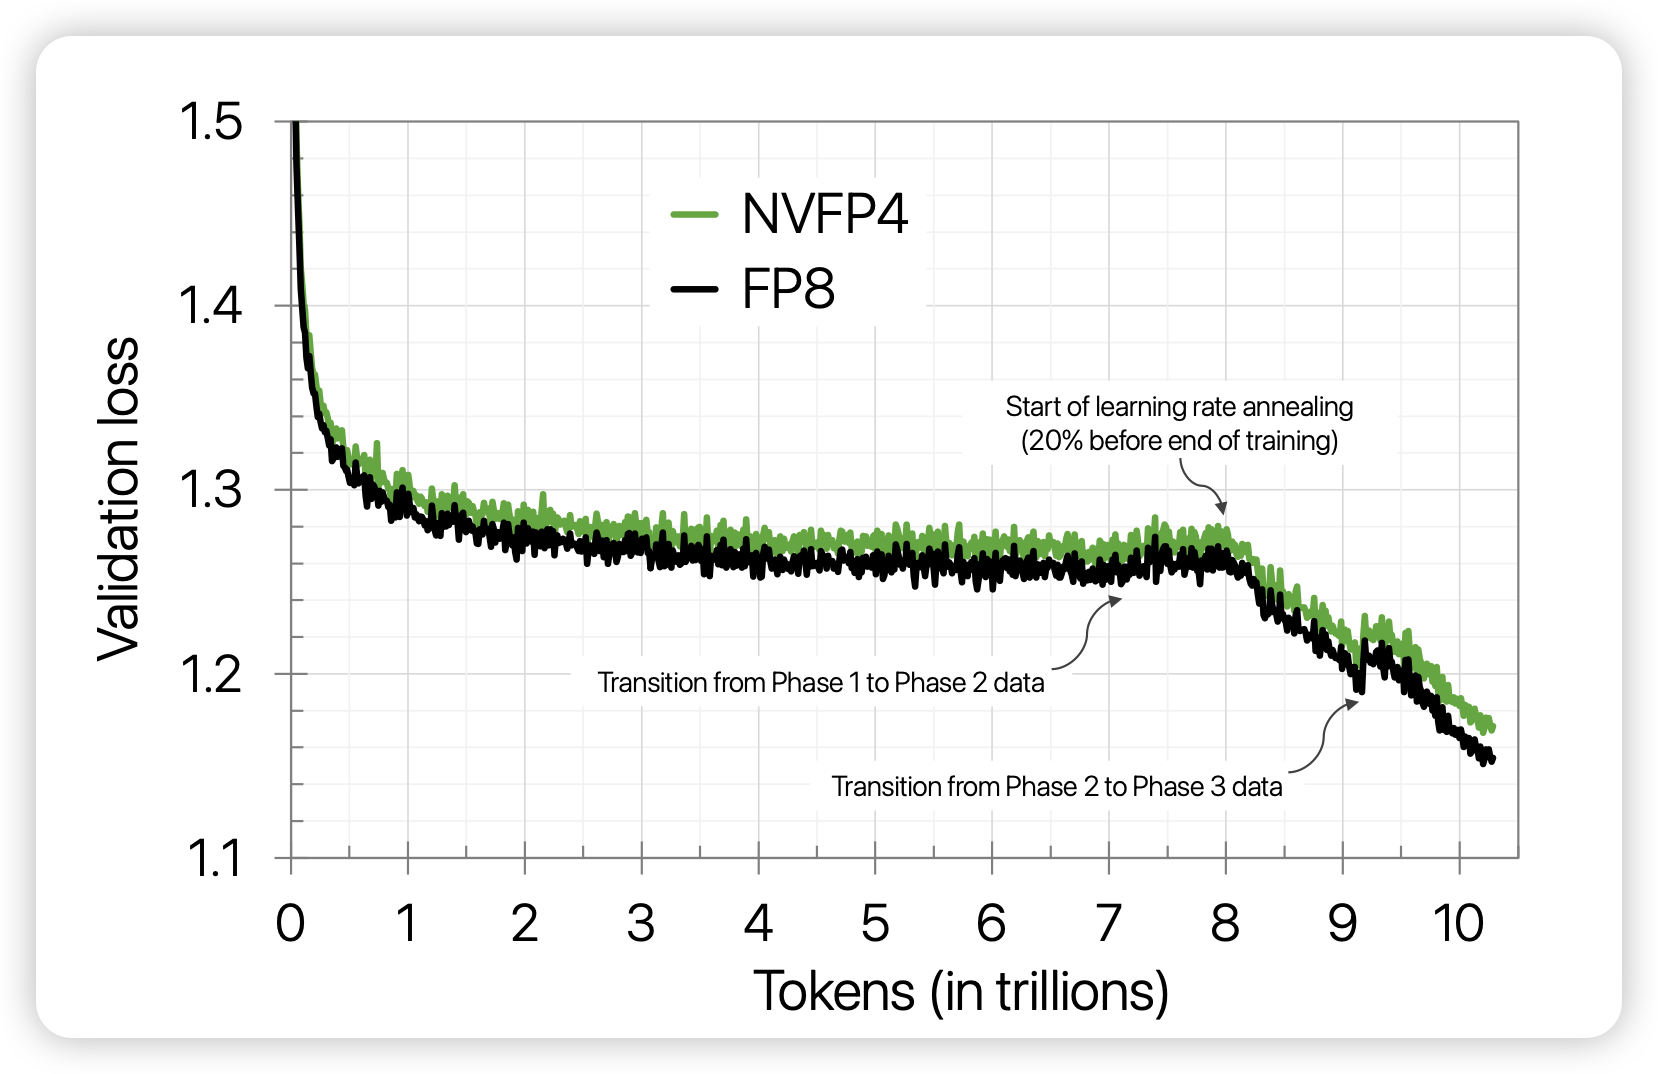 1.5
1.4
1.3
1.2
1.1
Validation loss
NVFP4
FP8
Start of learning rate annealing
(20% before end of training)
Transition from Phase 1 to Phase 2 data
Transition from Phase 2 to Phase 3 data
0 1 2 3 4 5 6 7 8 9 10
Tokens (in trillions)